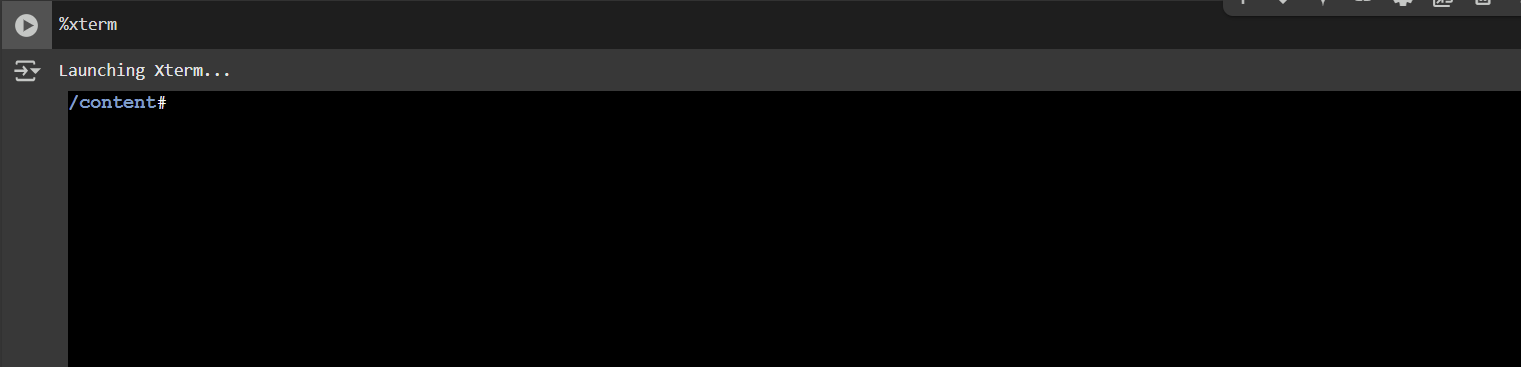 %xterm
Launching Xterm...
/content#